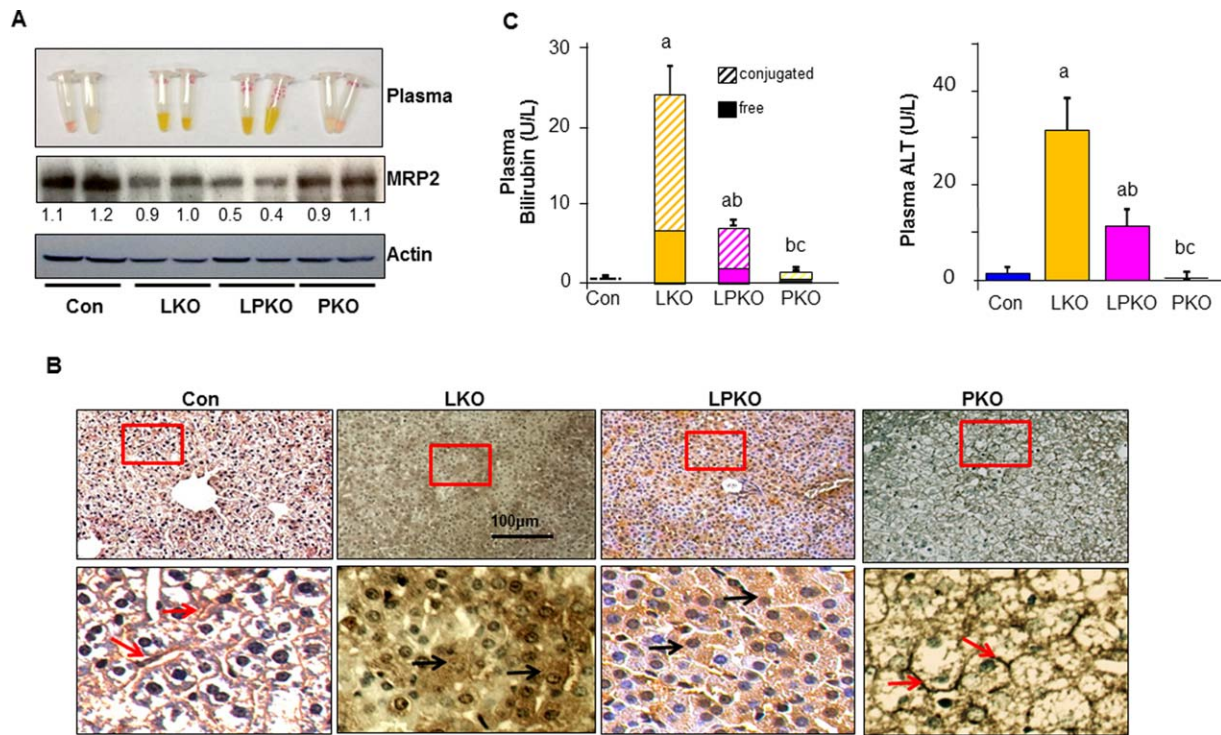 A
Plasma
MRP2
1.1 1.2 0.9 1.0 0.5 0.4 0.9 1.1
Actin
Con LKO LPKO PKO
C
Plasma
Bilirubin (U/L)
30
20
10
0
a
ab
bc
conjugated
free
Con LKO LPKO PKO
Plasma ALT (U/L)
40
20
0
a
ab
bc
Con LKO LPKO PKO
B
Con LKO LPKO PKO
100µm